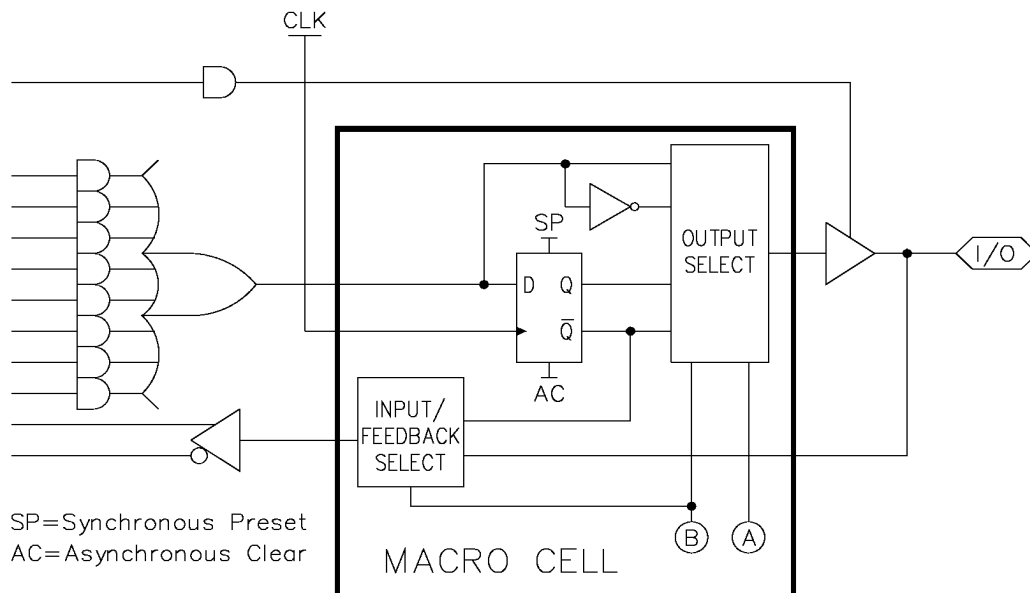 CLK
SP
OUTPUT
SELECT
I/O
D Q
Q̅
AC
INPUT/
FEEDBACK
SELECT
B A
SP=Synchronous Preset
AC=Asynchronous Clear
MACRO CELL